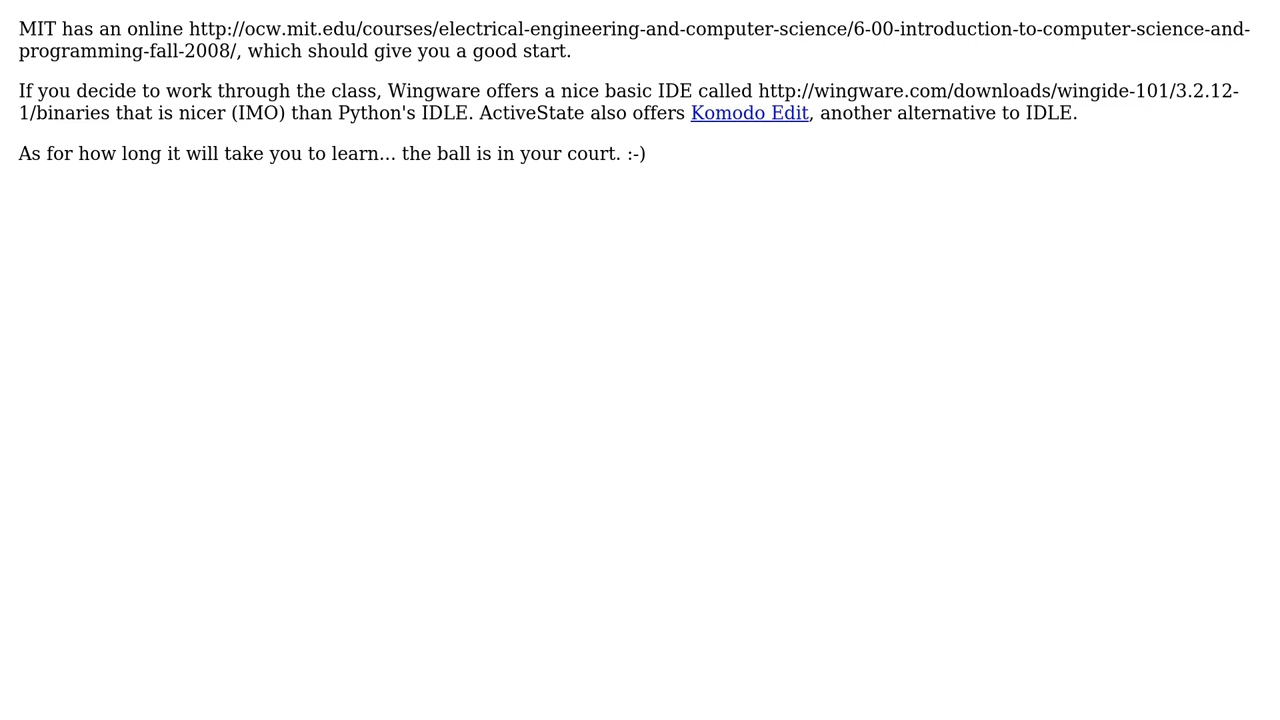 MIT has an online http://ocw.mit.edu/courses/electrical-engineering-and-computer-science/6-00-introduction-to-computer-science-and-
programming-fall-2008/, which should give you a good start.
If you decide to work through the class, Wingware offers a nice basic IDE called http://wingware.com/downloads/wingide-101/3.2.12-
1/binaries that is nicer (IMO) than Python's IDLE. ActiveState also offers Komodo Edit, another alternative to IDLE.
As for how long it will take you to learn... the ball is in your court. :-)